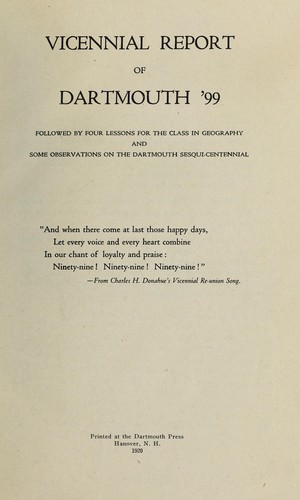 VICENNIAL REPORT
OF
DARTMOUTH '99
FOLLOWED BY FOUR LESSONS FOR THE CLASS IN GEOGRAPHY
AND
SOME OBSERVATIONS ON THE DARTMOUTH SESQUI-CENTENNIAL
"And when there come at last those happy days,
Let every voice and every heart combine
In our chant of loyalty and praise:
Ninety-nine! Ninety-nine! Ninety-nine!"
—From Charles H. Donahue's Vicennial Re-union Song.
Printed at the Dartmouth Press
Hanover, N. H.
1920